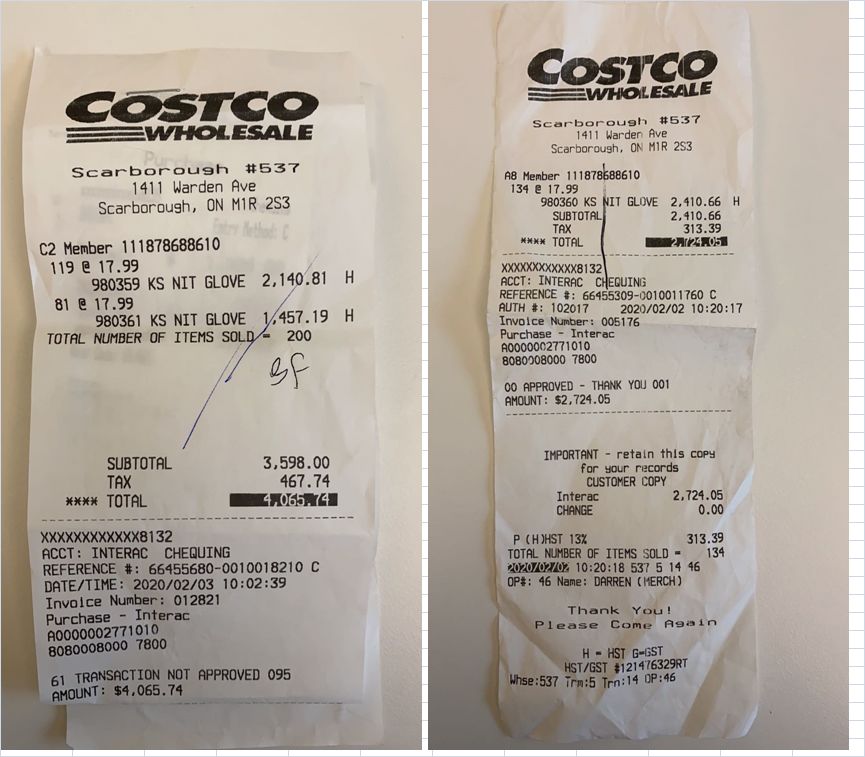 COSTCO
WHOLESALE
Scarborough #537
1411 Warden Ave
Scarborough, ON M1R 2S3
C2 Member 111878688610
119 @ 17.99
980359 KS NIT GLOVE 2,140.81 H
81 @ 17.99
980361 KS NIT GLOVE 1,457.19 H
TOTAL NUMBER OF ITEMS SOLD = 200
SUBTOTAL 3,598.00
TAX 467.74
**** TOTAL 4,065.74
XXXXXXXXXXXX8132
ACCT: INTERAC CHEQUING
REFERENCE #: 66455680-0010018210 C
DATE/TIME: 2020/02/03 10:02:39
Invoice Number: 012821
Purchase - Interac
A0000002771010
8080008000 7800
61 TRANSACTION NOT APPROVED 095
AMOUNT: $4,065.74
COSTCO
WHOLESALE
Scarborough #537
1411 Warden Ave
Scarborough, ON M1R 2S3
A8 Member 111878688610
134 @ 17.99
980360 KS NIT GLOVE 2,410.66 H
SUBTOTAL 2,410.66
TAX 313.39
**** TOTAL 2,724.05
XXXXXXXXXXXX8132
ACCT: INTERAC CHEQUING
REFERENCE #: 66455309-0010011760 C
AUTH #: 102017 2020/02/02 10:20:17
Invoice Number: 005176
Purchase - Interac
A0000002771010
8080008000 7800
00 APPROVED - THANK YOU 001
AMOUNT: $2,724.05
IMPORTANT - retain this copy
for your records
CUSTOMER COPY
Interac 2,724.05
CHANGE 0.00
P (H)HST 13% 313.39
TOTAL NUMBER OF ITEMS SOLD = 134
2020/02/02 10:20:18 537 5 14 46
OP#: 46 Name: DARREN (MERCH)
Thank You!
Please Come Again
H = HST G=GST
HST/GST #121476329RT
Whse:537 Trm:5 Trn:14 OP:46